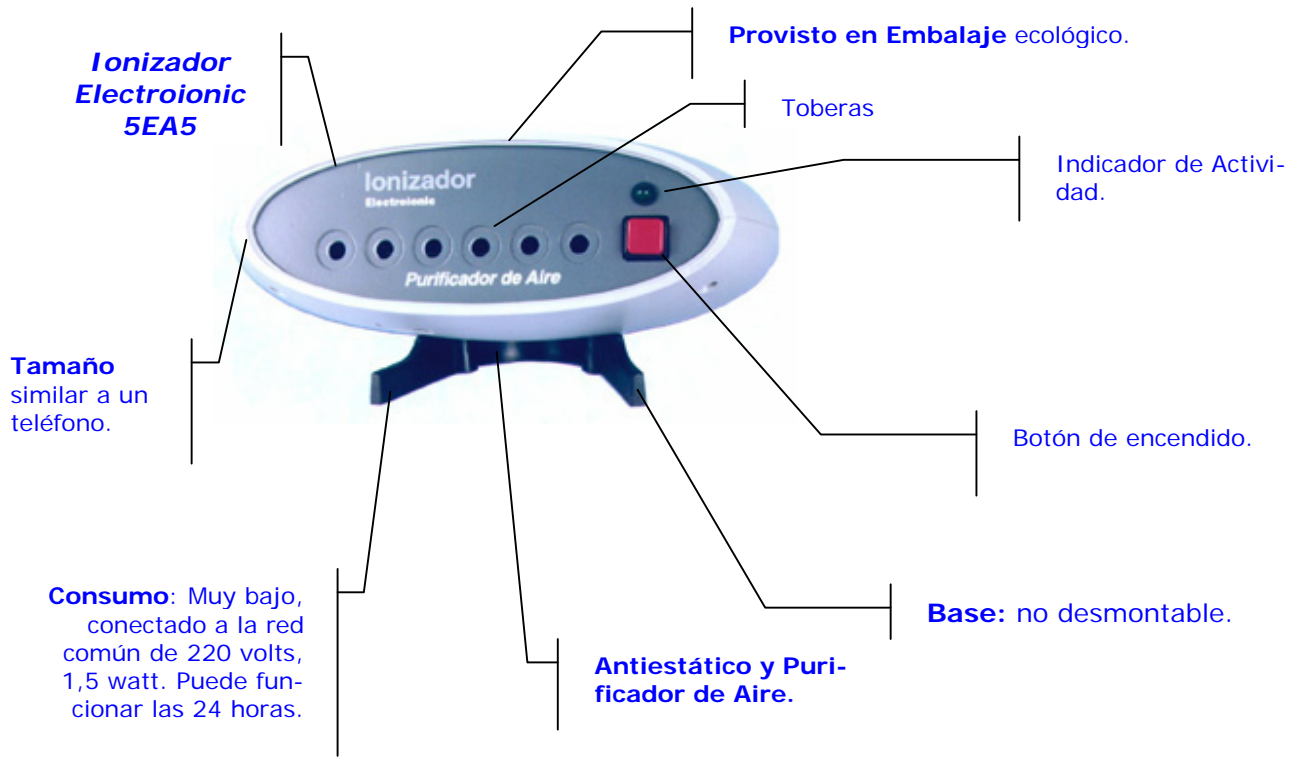 Ionizador
Electroionic
5EA5
Provisto en Embalaje ecológico.
Toberas
Indicador de Activi-
dad.
Ionizador
Electroionic
Purificador de Aire
Tamaño
similar a un
teléfono.
Botón de encendido.
Consumo: Muy bajo,
conectado a la red
común de 220 volts,
1,5 watt. Puede fun-
cionar las 24 horas.
Base: no desmontable.
Antiestático y Puri-
ficador de Aire.